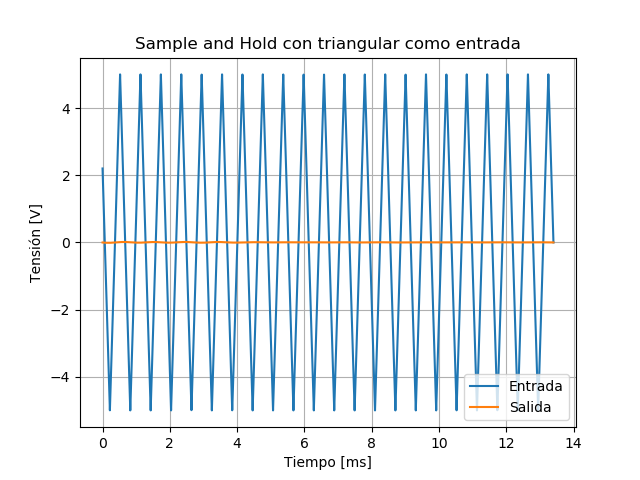 Sample and Hold con triangular como entrada
Tensión [V]
4
2
0
−2
−4
0 2 4 6 8 10 12 14
Tiempo [ms]
Entrada
Salida